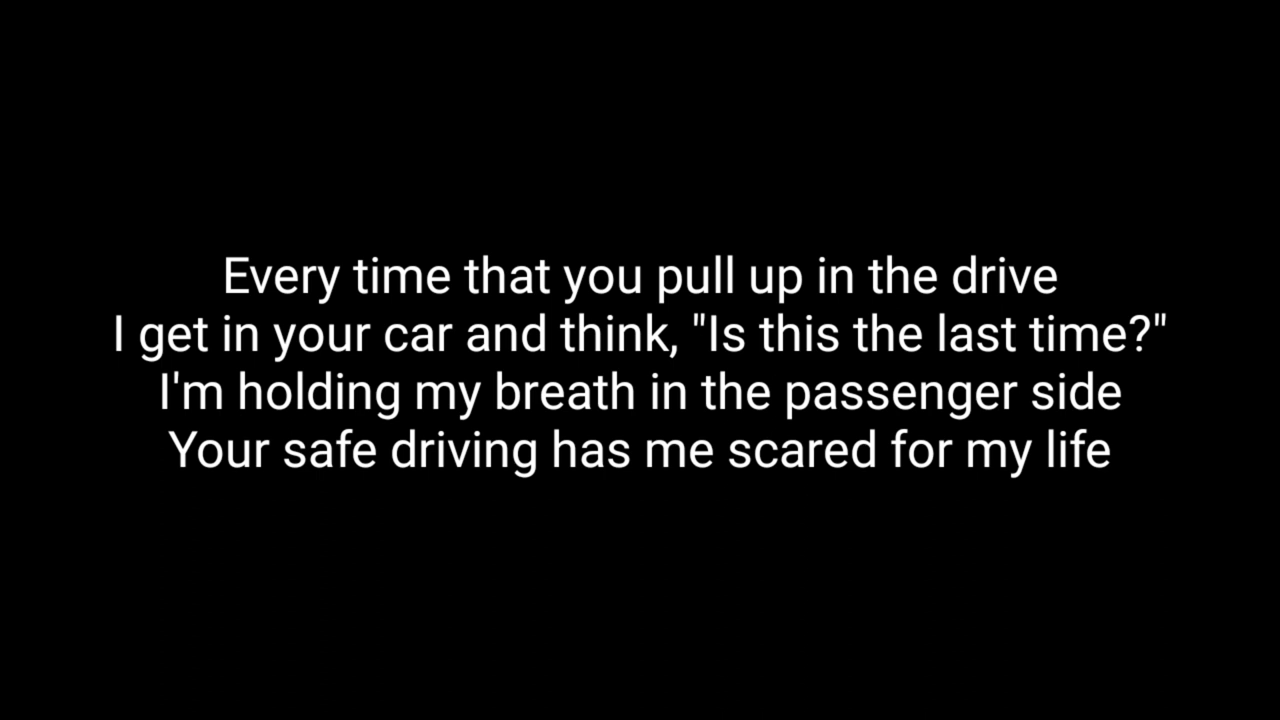 Every time that you pull up in the drive
I get in your car and think, "Is this the last time?"
I'm holding my breath in the passenger side
Your safe driving has me scared for my life